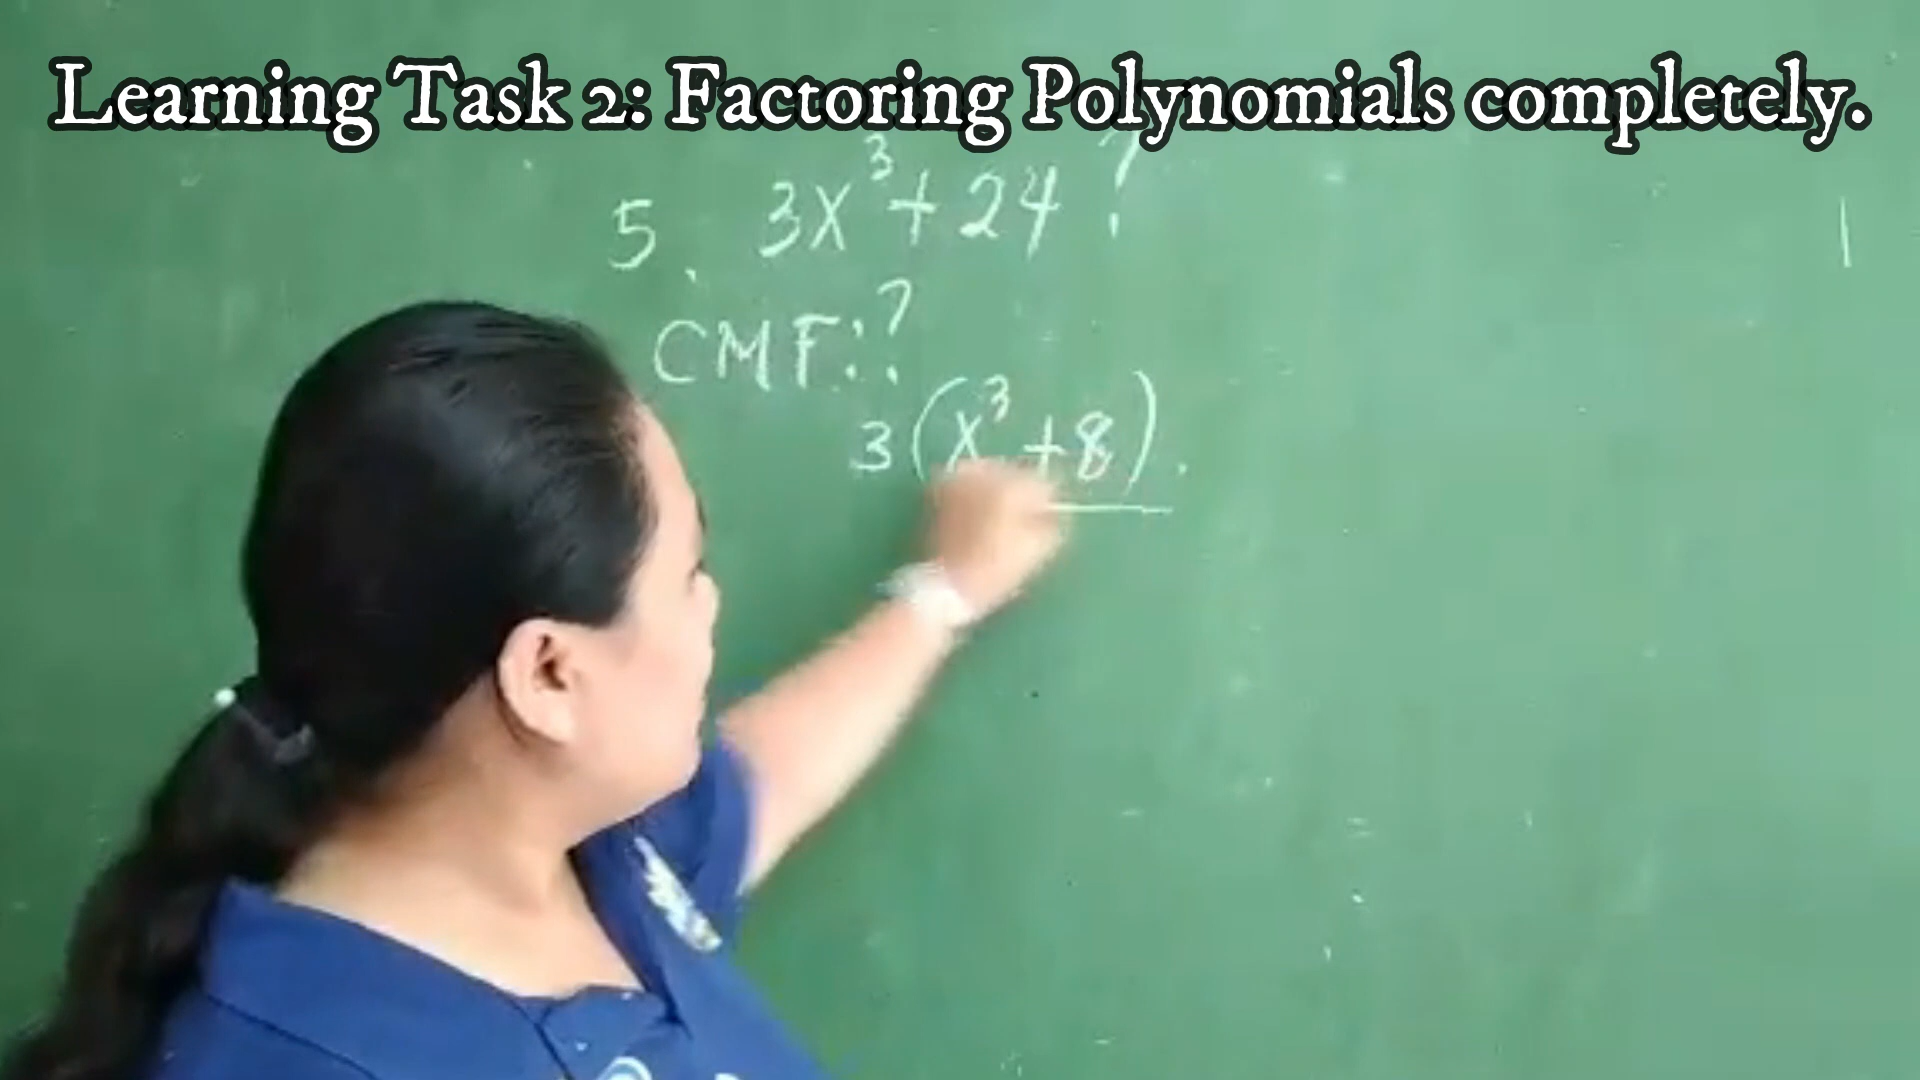 Learning Task 2: Factoring Polynomials completely.
5. 3x³+24?
CMF:?
3(x³+8).